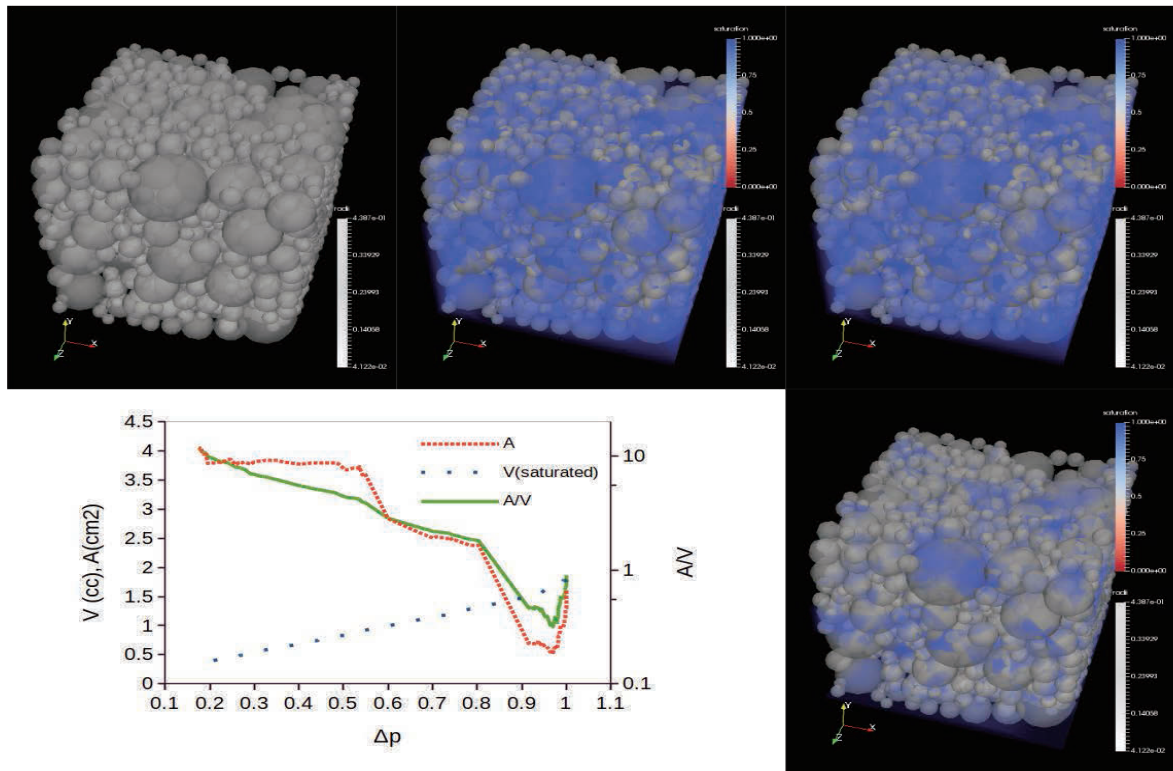 radii
4.387e-01
0.33929
0.23993
0.14058
4.122e-02
Y
X
Z
saturation
1.000e+00
0.75
0.5
0.25
0.000e+00
radii
4.387e-01
0.33929
0.23993
0.14058
4.122e-02
Y
X
Z
saturation
1.000e+00
0.75
0.5
0.25
0.000e+00
radii
4.387e-01
0.33929
0.23993
0.14058
4.122e-02
Y
X
Z
4.5
4
3.5
3
2.5
2
1.5
1
0.5
0
V (cc), A(cm2)
A
V(saturated)
A/V
10
1
0.1
A/V
0.1 0.2 0.3 0.4 0.5 0.6 0.7 0.8 0.9 1 1.1
Δp
saturation
1.000e+00
0.75
0.5
0.25
0.000e+00
radii
4.387e-01
0.33929
0.23993
0.14058
4.122e-02
Y
X
Z